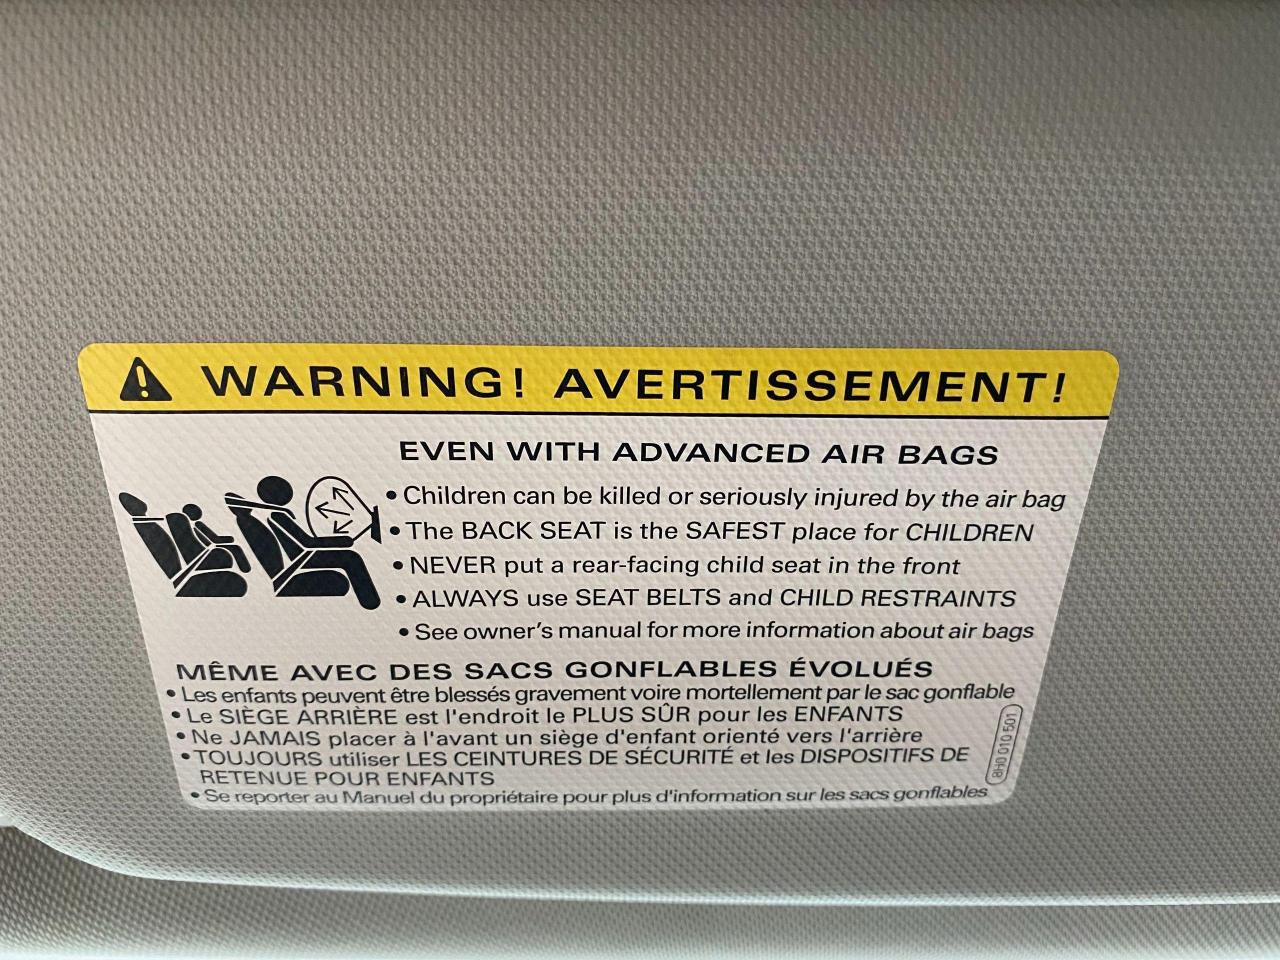 WARNING! AVERTISSEMENT!
EVEN WITH ADVANCED AIR BAGS
• Children can be killed or seriously injured by the air bag
• The BACK SEAT is the SAFEST place for CHILDREN
• NEVER put a rear-facing child seat in the front
• ALWAYS use SEAT BELTS and CHILD RESTRAINTS
• See owner's manual for more information about air bags
MÊME AVEC DES SACS GONFLABLES ÉVOLUÉS
• Les enfants peuvent être blessés gravement voire mortellement par le sac gonflable
• Le SIÈGE ARRIÈRE est l'endroit le PLUS SÛR pour les ENFANTS
• Ne JAMAIS placer à l'avant un siège d'enfant orienté vers l'arrière
• TOUJOURS utiliser LES CEINTURES DE SÉCURITÉ et les DISPOSITIFS DE
RETENUE POUR ENFANTS
• Se reporter au Manuel du propriétaire pour plus d'information sur les sacs gonflables
8H0 010 501